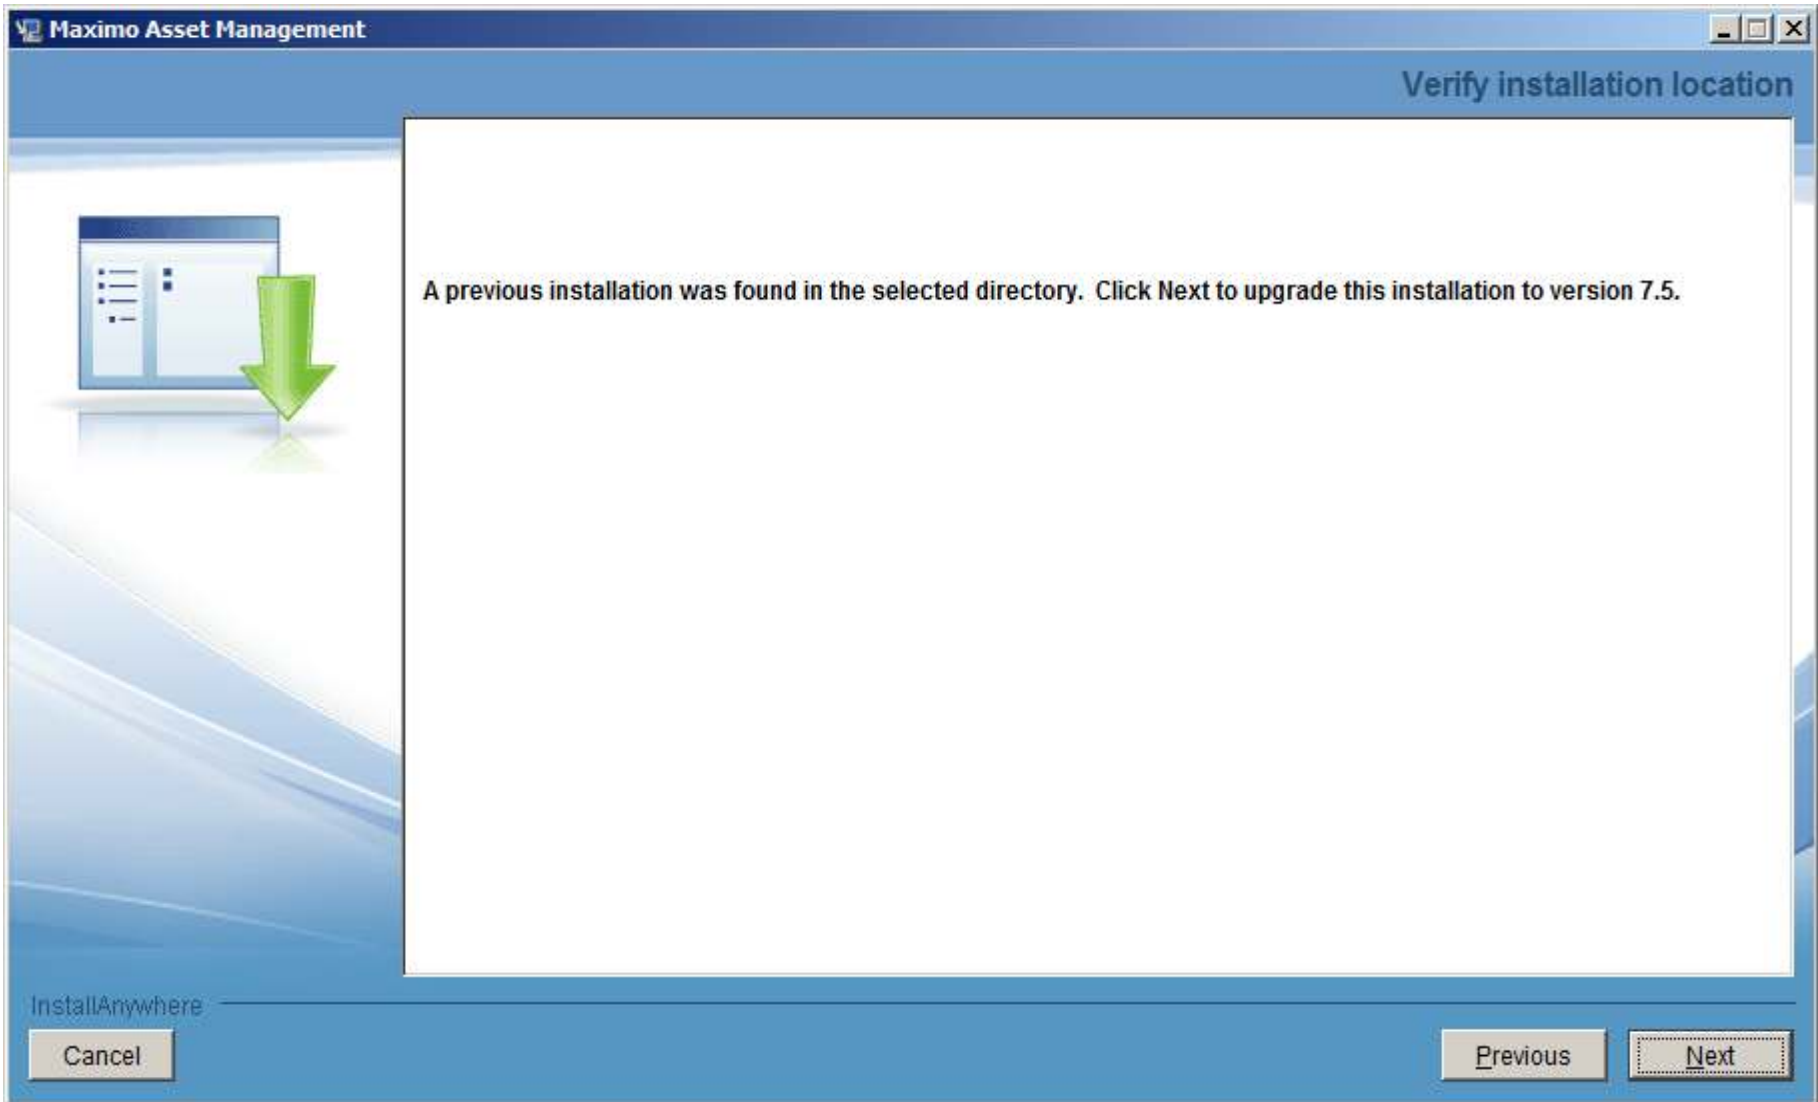 Maximo Asset Management
Verify installation location
A previous installation was found in the selected directory.  Click Next to upgrade this installation to version 7.5.
InstallAnywhere
Cancel
Previous
Next